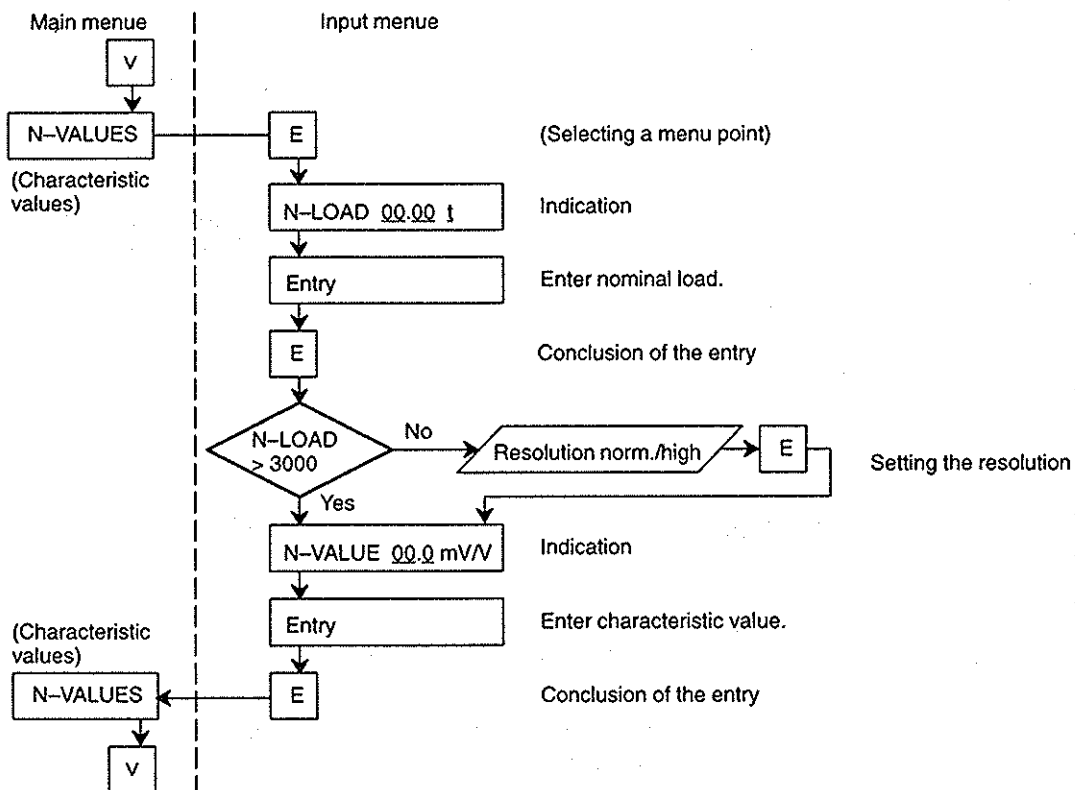 Main menue
Input menue
V
N–VALUES
E
(Selecting a menu point)
(Characteristic
values)
N–LOAD 00.00 t
Indication
Entry
Enter nominal load.
E
Conclusion of the entry
N–LOAD
> 3000
No
Resolution norm./high
E
Setting the resolution
Yes
N–VALUE 00.0 mV/V
Indication
Entry
Enter characteristic value.
(Characteristic
values)
N–VALUES
E
Conclusion of the entry
V